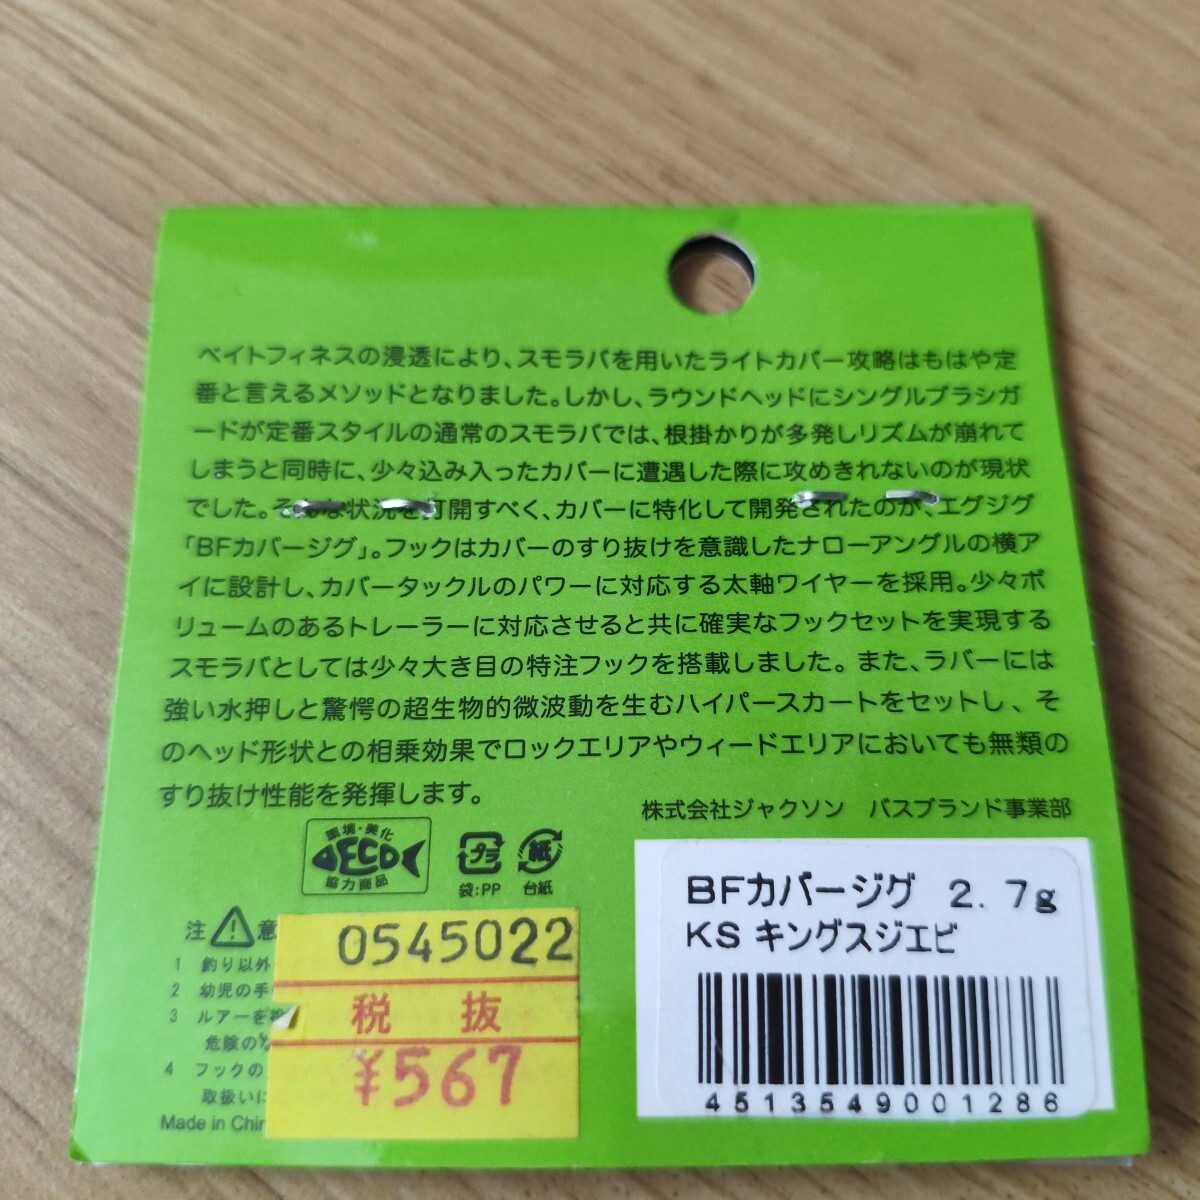 ベイトフィネスの浸透により、スモラバを用いたライトカバー攻略はもはや定
番と言えるメソッドとなりました。しかし、ラウンドヘッドにシングルブラシガ
ードが定番スタイルの通常のスモラバでは、根掛かりが多発しリズムが崩れて
しまうと同時に、少々込み入ったカバーに遭遇した際に攻めきれないのが現状
でした。そんな状況を打開すべく、カバーに特化して開発されたのが、エグジグ
「BFカバージグ」。フックはカバーのすり抜けを意識したナローアングルの横ア
イに設計し、カバータックルのパワーに対応する太軸ワイヤーを採用。少々ボ
リュームのあるトレーラーに対応させると共に確実なフックセットを実現する
スモラバとしては少々大き目の特注フックを搭載しました。また、ラバーには
強い水押しと驚愕の超生物的微波動を生むハイパースカートをセットし、そ
のヘッド形状との相乗効果でロックエリアやウィードエリアにおいても無類の
すり抜け性能を発揮します。
株式会社ジャクソン バスブランド事業部
環境・美化
ECO
協力商品
プラ
袋:PP
紙
台紙
注 意
1 釣り以外
2 幼児の手
3 ルアーを
危険の
4 フックの
取扱いに
Made in Chin
0545022
税 抜
¥567
BFカバージグ 2.7g
KS キングスジエビ
4513549001286